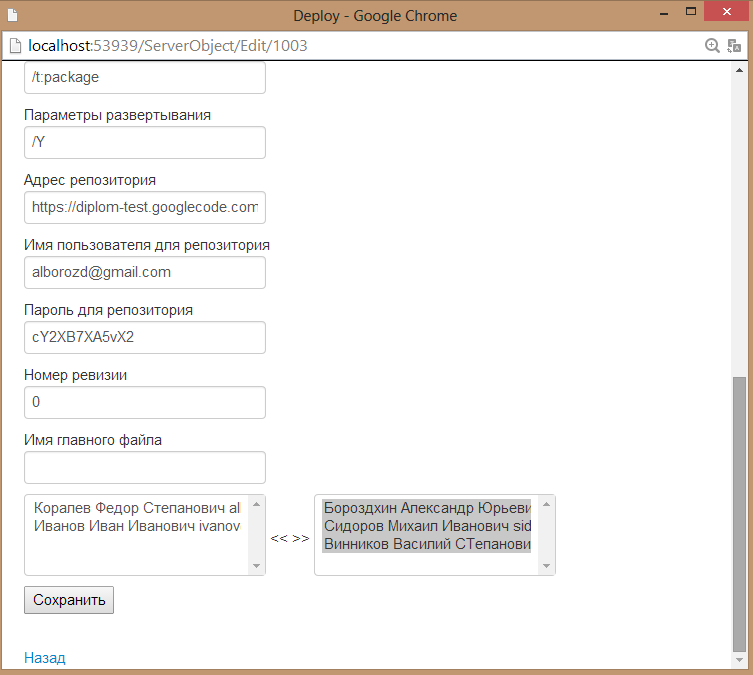 Deploy - Google Chrome
localhost:53939/ServerObject/Edit/1003
/t:package
Параметры развертывания
/Y
Адрес репозитория
https://diplom-test.googlecode.com
Имя пользователя для репозитория
alborozd@gmail.com
Пароль для репозитория
cY2XB7XA5vX2
Номер ревизии
0
Имя главного файла
Коралев Федор Степанович al
Иванов Иван Иванович ivanov
<< >>
Бороздхин Александр Юрьеви
Сидоров Михаил Иванович sid
Винников Василий СТепанови
Сохранить
Назад